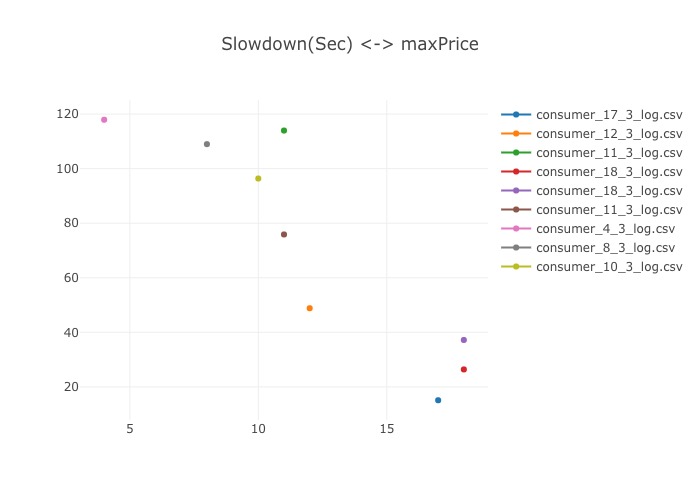 Slowdown(Sec) <-> maxPrice
120
100
80
60
40
20
5
10
15
consumer_17_3_log.csv
consumer_12_3_log.csv
consumer_11_3_log.csv
consumer_18_3_log.csv
consumer_18_3_log.csv
consumer_11_3_log.csv
consumer_4_3_log.csv
consumer_8_3_log.csv
consumer_10_3_log.csv